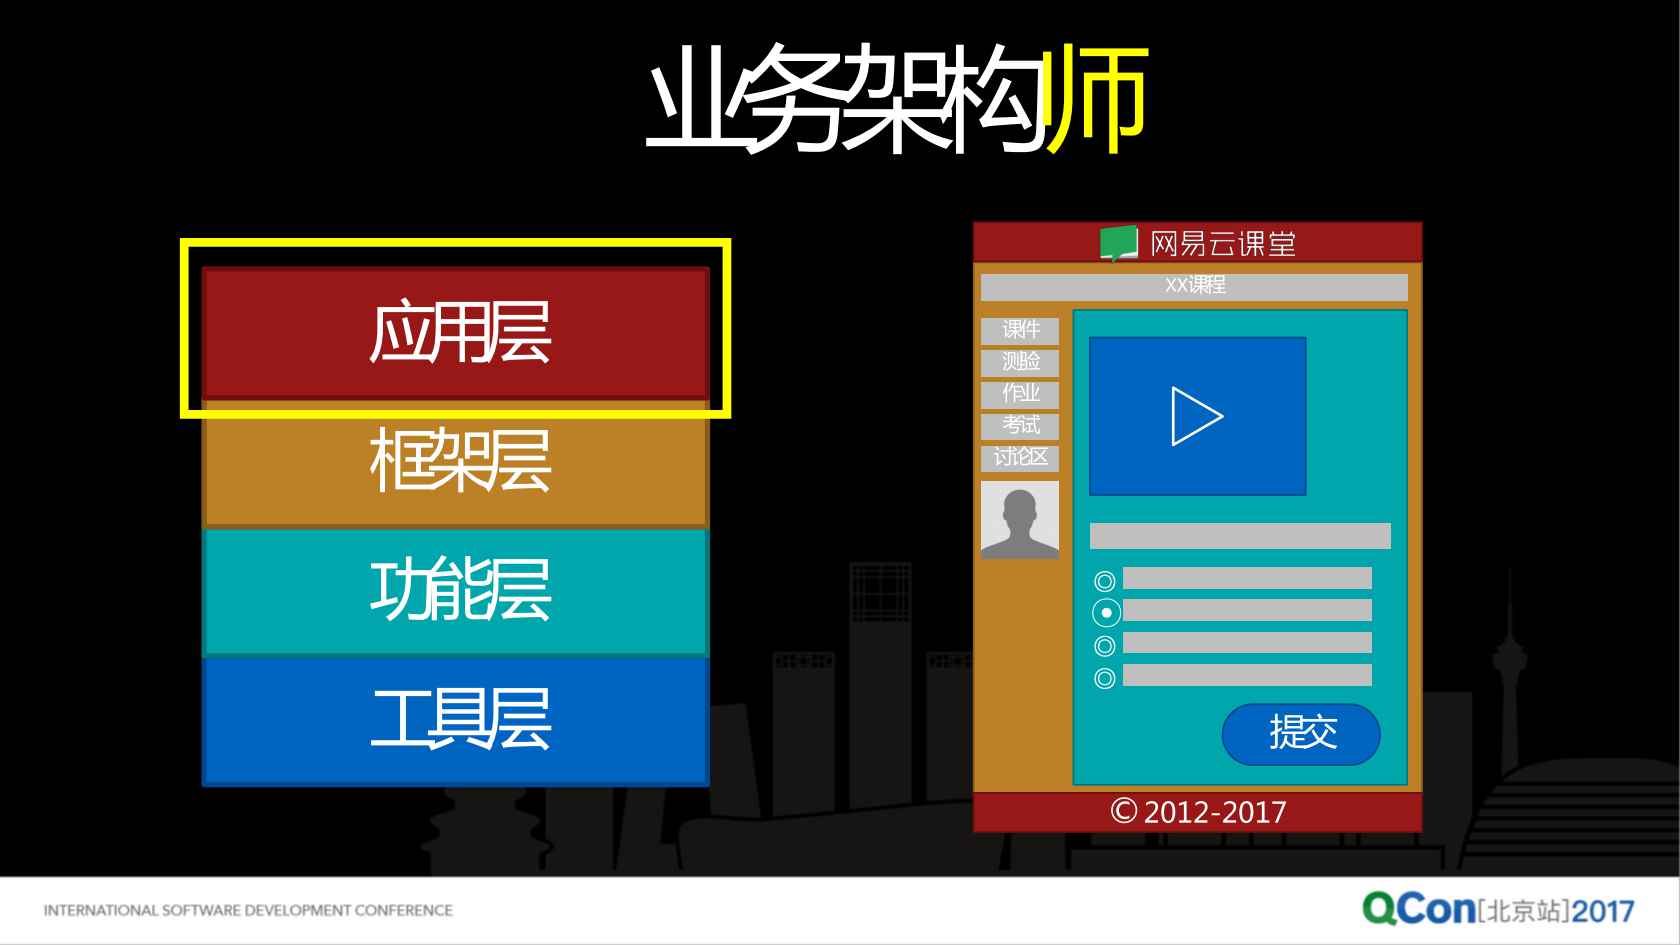 业务架构师
应用层
框架层
功能层
工具层
网易云课堂
XX课程
课件
测验
作业
考试
讨论区
提交
© 2012-2017
INTERNATIONAL SOFTWARE DEVELOPMENT CONFERENCE
QCon[北京站]2017